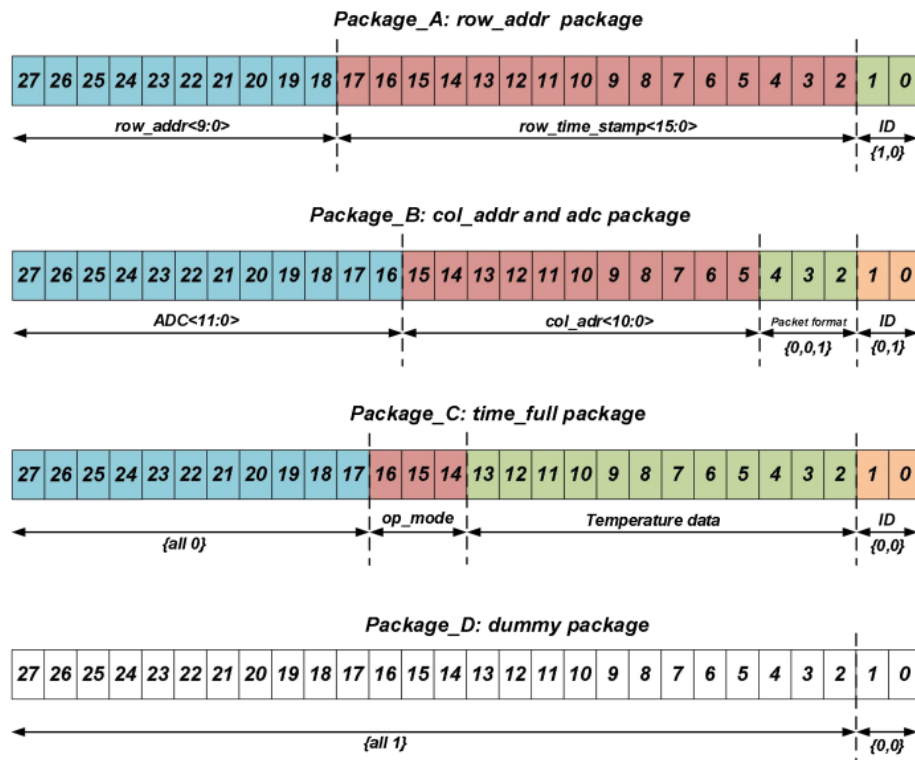 Package_A: row_addr package
27 26 25 24 23 22 21 20 19 18 17 16 15 14 13 12 11 10 9 8 7 6 5 4 3 2 1 0
row_addr<9:0> row_time_stamp<15:0> ID
{1,0}
Package_B: col_addr and adc package
27 26 25 24 23 22 21 20 19 18 17 16 15 14 13 12 11 10 9 8 7 6 5 4 3 2 1 0
ADC<11:0> col_adr<10:0> Packet format ID
{0,0,1} {0,1}
Package_C: time_full package
27 26 25 24 23 22 21 20 19 18 17 16 15 14 13 12 11 10 9 8 7 6 5 4 3 2 1 0
op_mode Temperature data ID
{all 0} {0,0}
Package_D: dummy package
27 26 25 24 23 22 21 20 19 18 17 16 15 14 13 12 11 10 9 8 7 6 5 4 3 2 1 0
{all 1} {0,0}